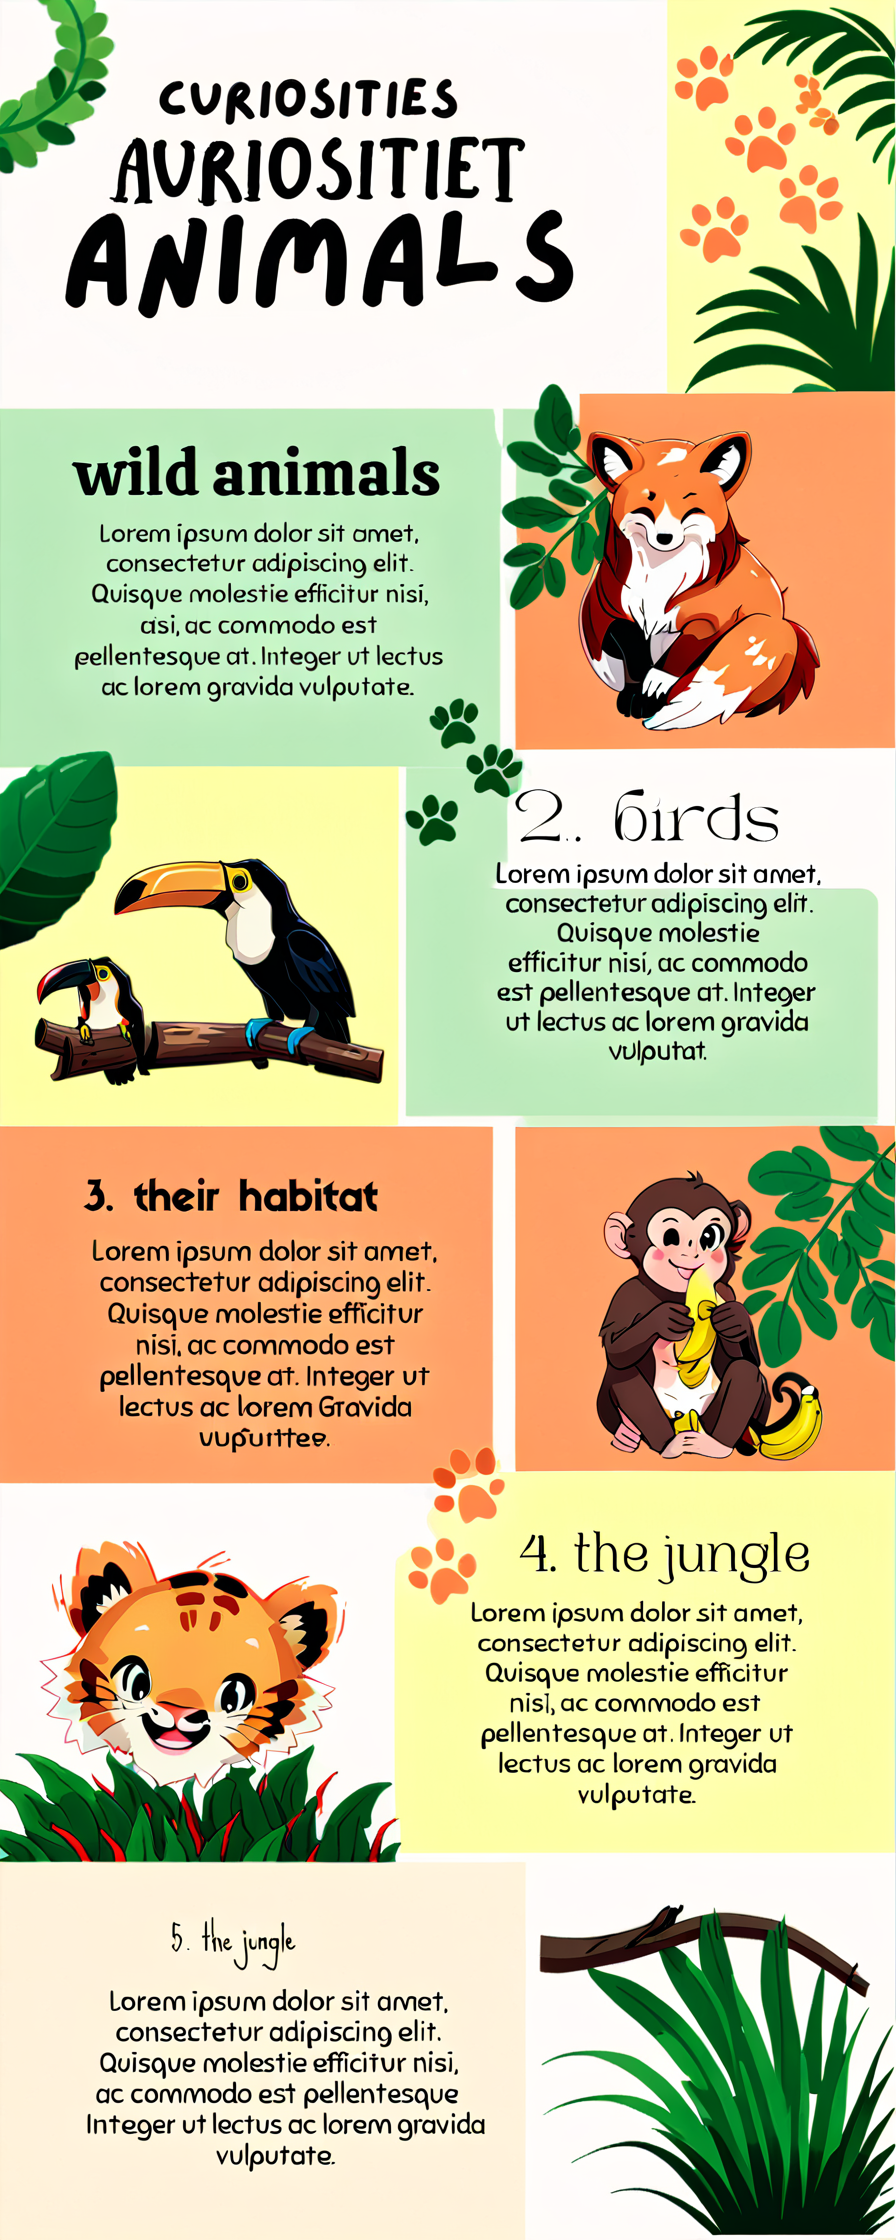 CURIOSITIES
AURIOSITIET
ANIMALS
wild animals
Lorem ipsum dolor sit amet,
consectetur adipiscing elit.
Quisque molestie efficitur nisi,
asi, ac commodo est
pellentesque at. Integer ut lectus
ac lorem gravida vulputate.
2.. birds
Lorem ipsum dolor sit amet,
consectetur adipiscing elit.
Quisque molestie
efficitur nisi, ac commodo
est pellentesque at. Integer
ut lectus ac lorem gravida
vulputat.
3. their habitat
Lorem ipsum dolor sit amet,
consectetur adipiscing elit.
Quisque molestie efficitur
nisi, ac commodo est
pellentesque at. Integer ut
lectus ac lorem Gravida
4. the jungle
Lorem ipsum dolor sit amet,
consectetur adipiscing elit.
Quisque molestie efficitur
nisi, ac commodo est
pellentesque at. Integer ut
lectus ac lorem gravida
vulputate.
5. the jungle
Lorem ipsum dolor sit amet,
consectetur adipiscing elit.
Quisque molestie efficitur nisi,
ac commodo est pellentesque
Integer ut lectus ac lorem gravida
vulputate.